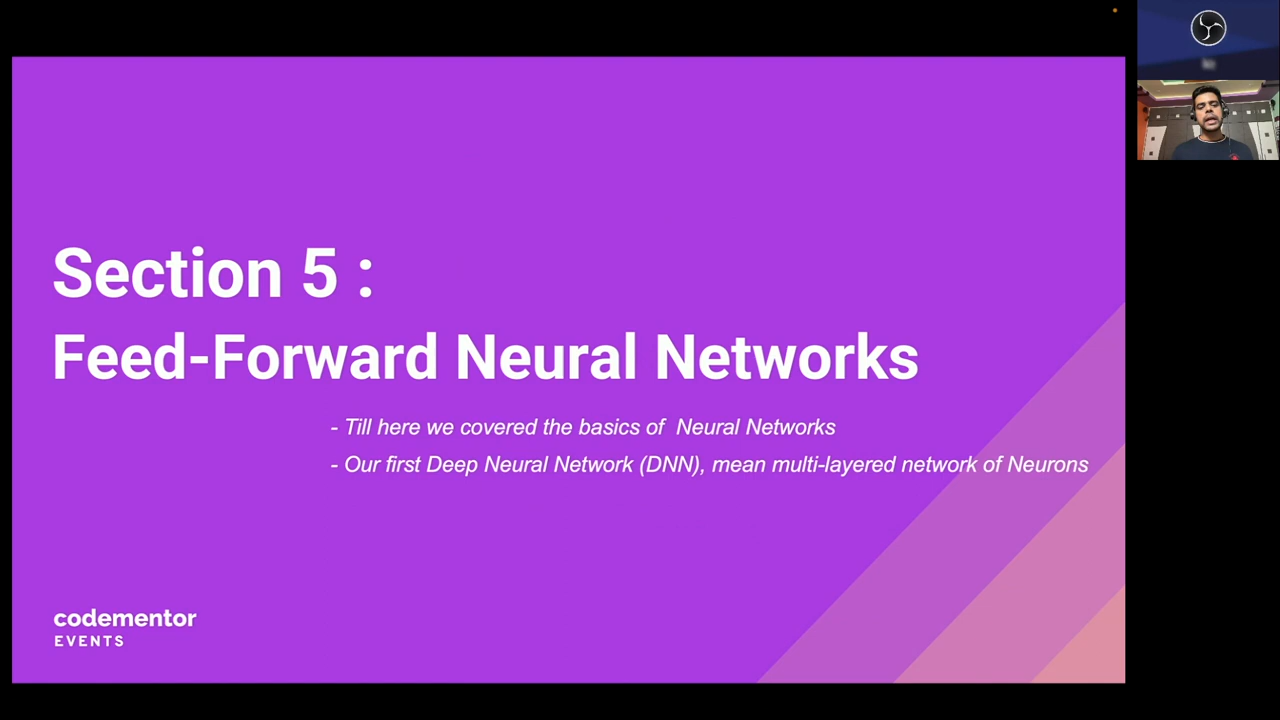 Section 5 :
Feed-Forward Neural Networks
- Till here we covered the basics of Neural Networks
- Our first Deep Neural Network (DNN), mean multi-layered network of Neurons
codementor
EVENTS